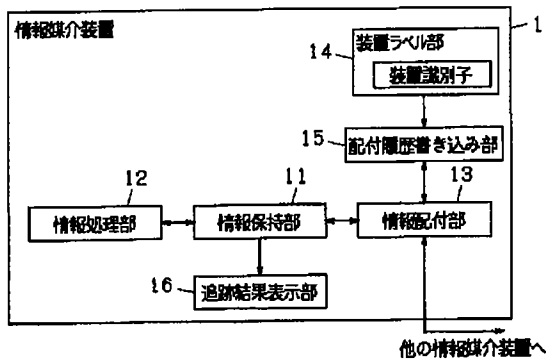 情報媒介装置
1
装置ラベル部
14
装置識別子
15
配付履歴書き込み部
12
11
13
情報処理部
情報保持部
情報配付部
16
追跡結果表示部
他の情報媒介装置へ